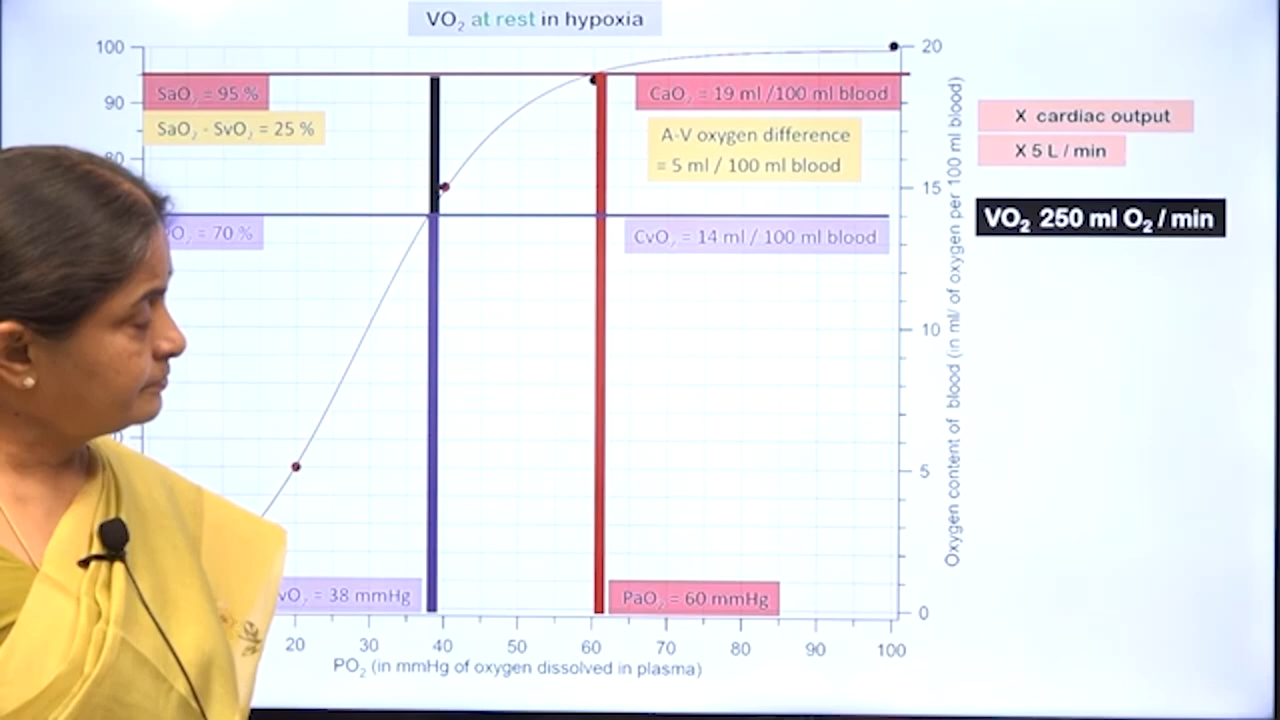 VO₂ at rest in hypoxia
100
20
SaO₂ = 95 %
CaO₂ = 19 ml /100 ml blood
90
SaO₂ - SvO₂ = 25 %
A-V oxygen difference
= 5 ml / 100 ml blood
X cardiac output
X 5 L / min
80
15
VO₂ 250 ml O₂ / min
= 70 %
CvO₂ = 14 ml / 100 ml blood
10
5
vO₂ = 38 mmHg
PaO₂ = 60 mmHg
0
20 30 40 50 60 70 80 90 100
PO₂ (in mmHg of oxygen dissolved in plasma)
Oxygen content of blood (in ml/ of oxygen per 100 ml blood)